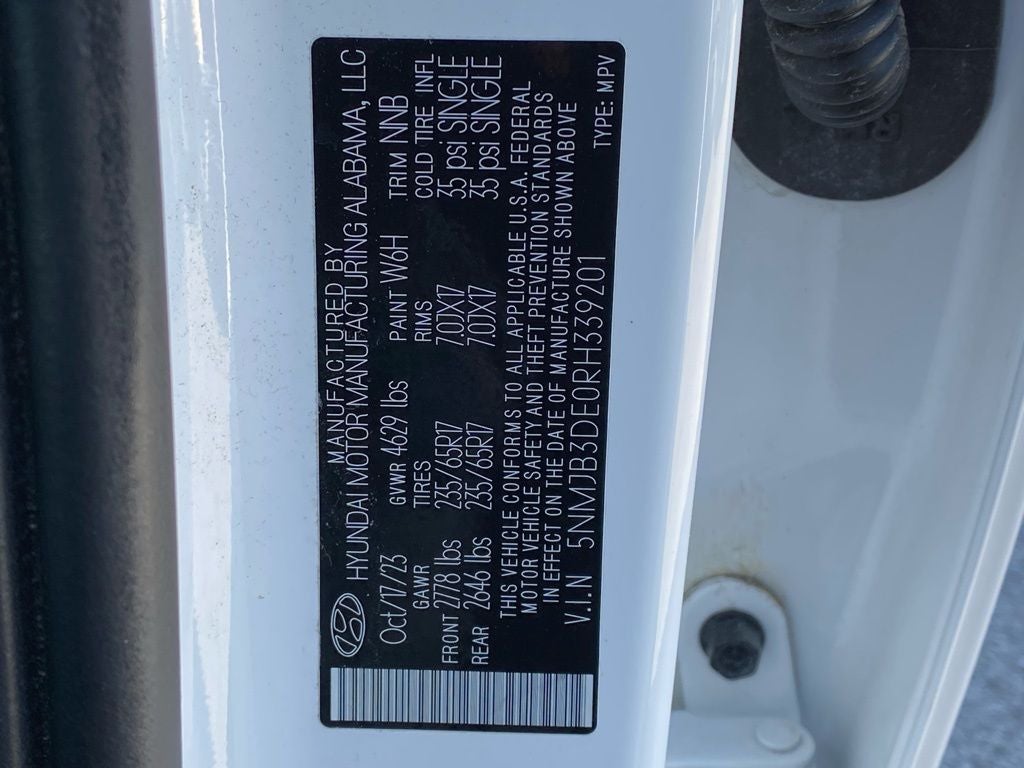 MANUFACTURED BY
HYUNDAI MOTOR MANUFACTURING ALABAMA, LLC
Oct/17/23 GVWR 4629 lbs PAINT WW6H TRIM NNB
GAWR TIRES RIMS COLD TIRE INFL
FRONT 2778 lbs 235/65R17 7.0JX17 35 psi SINGLE
REAR 2646 lbs 235/65R17 7.0JX17 35 psi SINGLE
THIS VEHICLE CONFORMS TO ALL APPLICABLE U.S.A. FEDERAL
MOTOR VEHICLE SAFETY AND THEFT PREVENTION STANDARDS
IN EFFECT ON THE DATE OF MANUFACTURE SHOWN ABOVE
V.I.N 5NMJB3DE0RH339201 TYPE: MPV